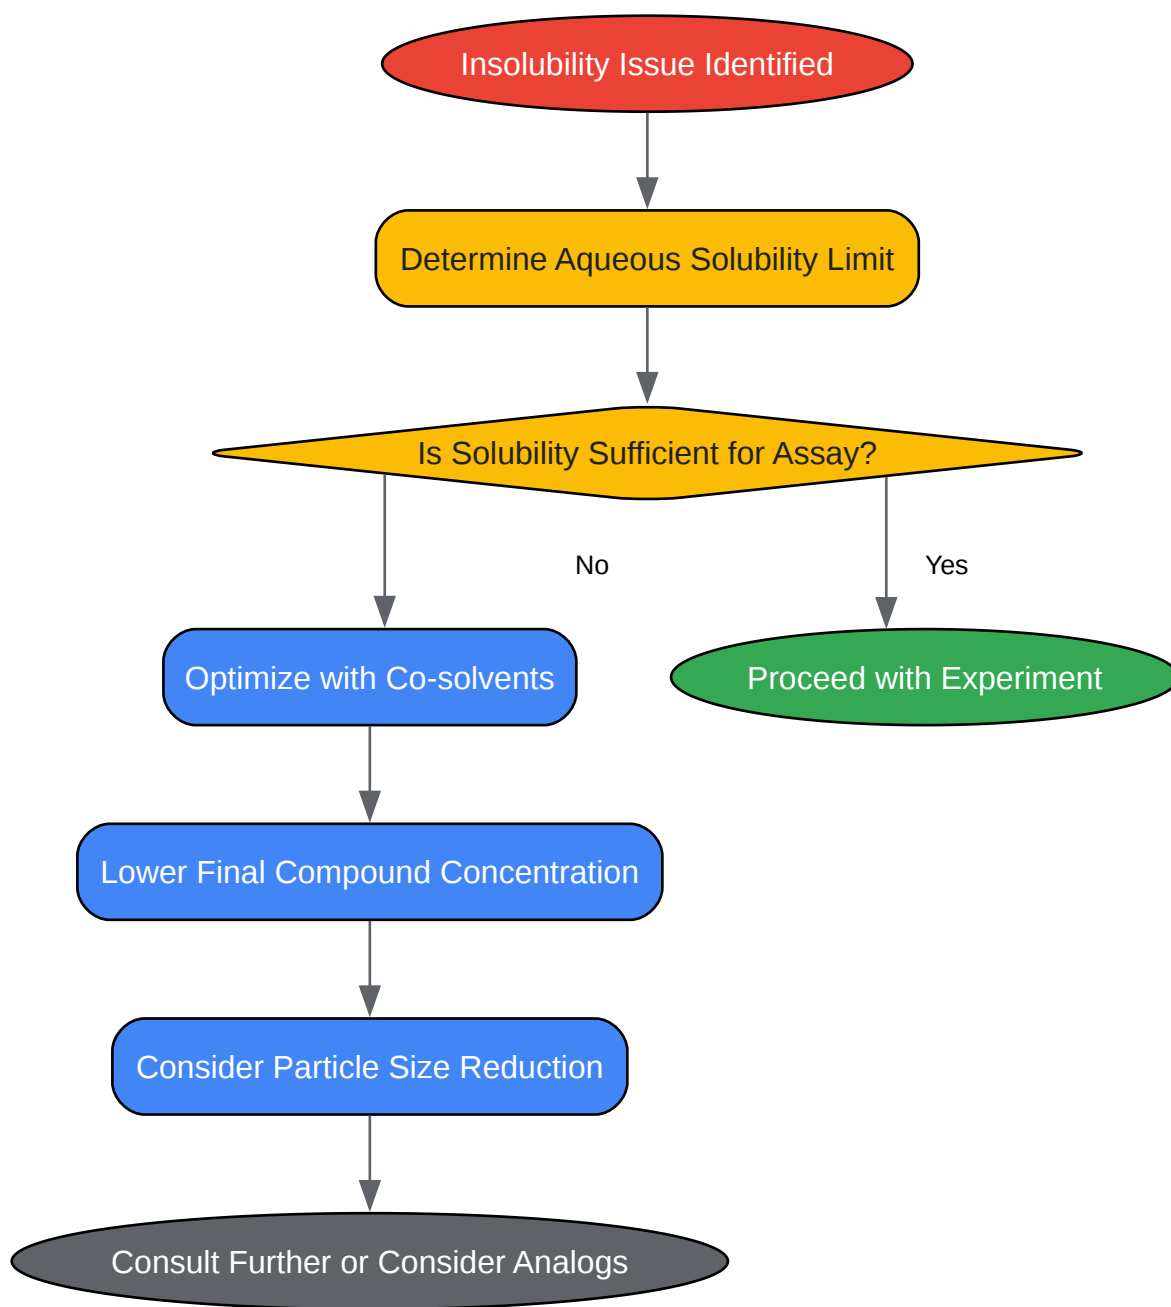 Insolubility Issue Identified
Determine Aqueous Solubility Limit
Is Solubility Sufficient for Assay?
No
Yes
Optimize with Co-solvents
Proceed with Experiment
Lower Final Compound Concentration
Consider Particle Size Reduction
Consult Further or Consider Analogs